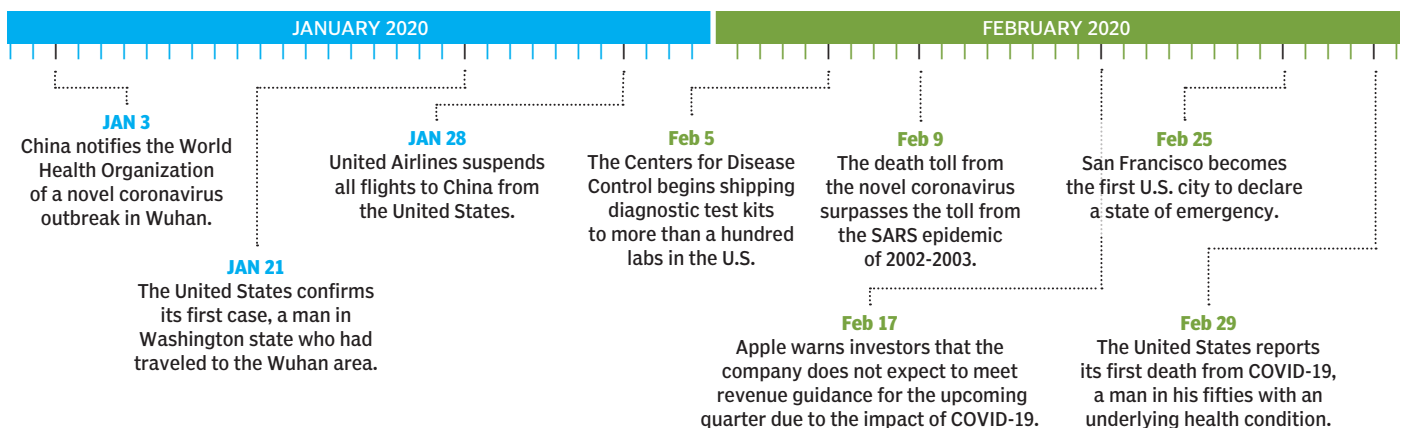 JANUARY 2020
FEBRUARY 2020
JAN 3
China notifies the World
Health Organization
of a novel coronavirus
outbreak in Wuhan.
JAN 21
The United States confirms
its first case, a man in
Washington state who had
traveled to the Wuhan area.
JAN 28
United Airlines suspends
all flights to China from
the United States.
Feb 5
The Centers for Disease
Control begins shipping
diagnostic test kits
to more than a hundred
labs in the U.S.
Feb 9
The death toll from
the novel coronavirus
surpasses the toll from
the SARS epidemic
of 2002-2003.
Feb 17
Apple warns investors that the
company does not expect to meet
revenue guidance for the upcoming
quarter due to the impact of COVID-19.
Feb 25
San Francisco becomes
the first U.S. city to declare
a state of emergency.
Feb 29
The United States reports
its first death from COVID-19,
a man in his fifties with an
underlying health condition.